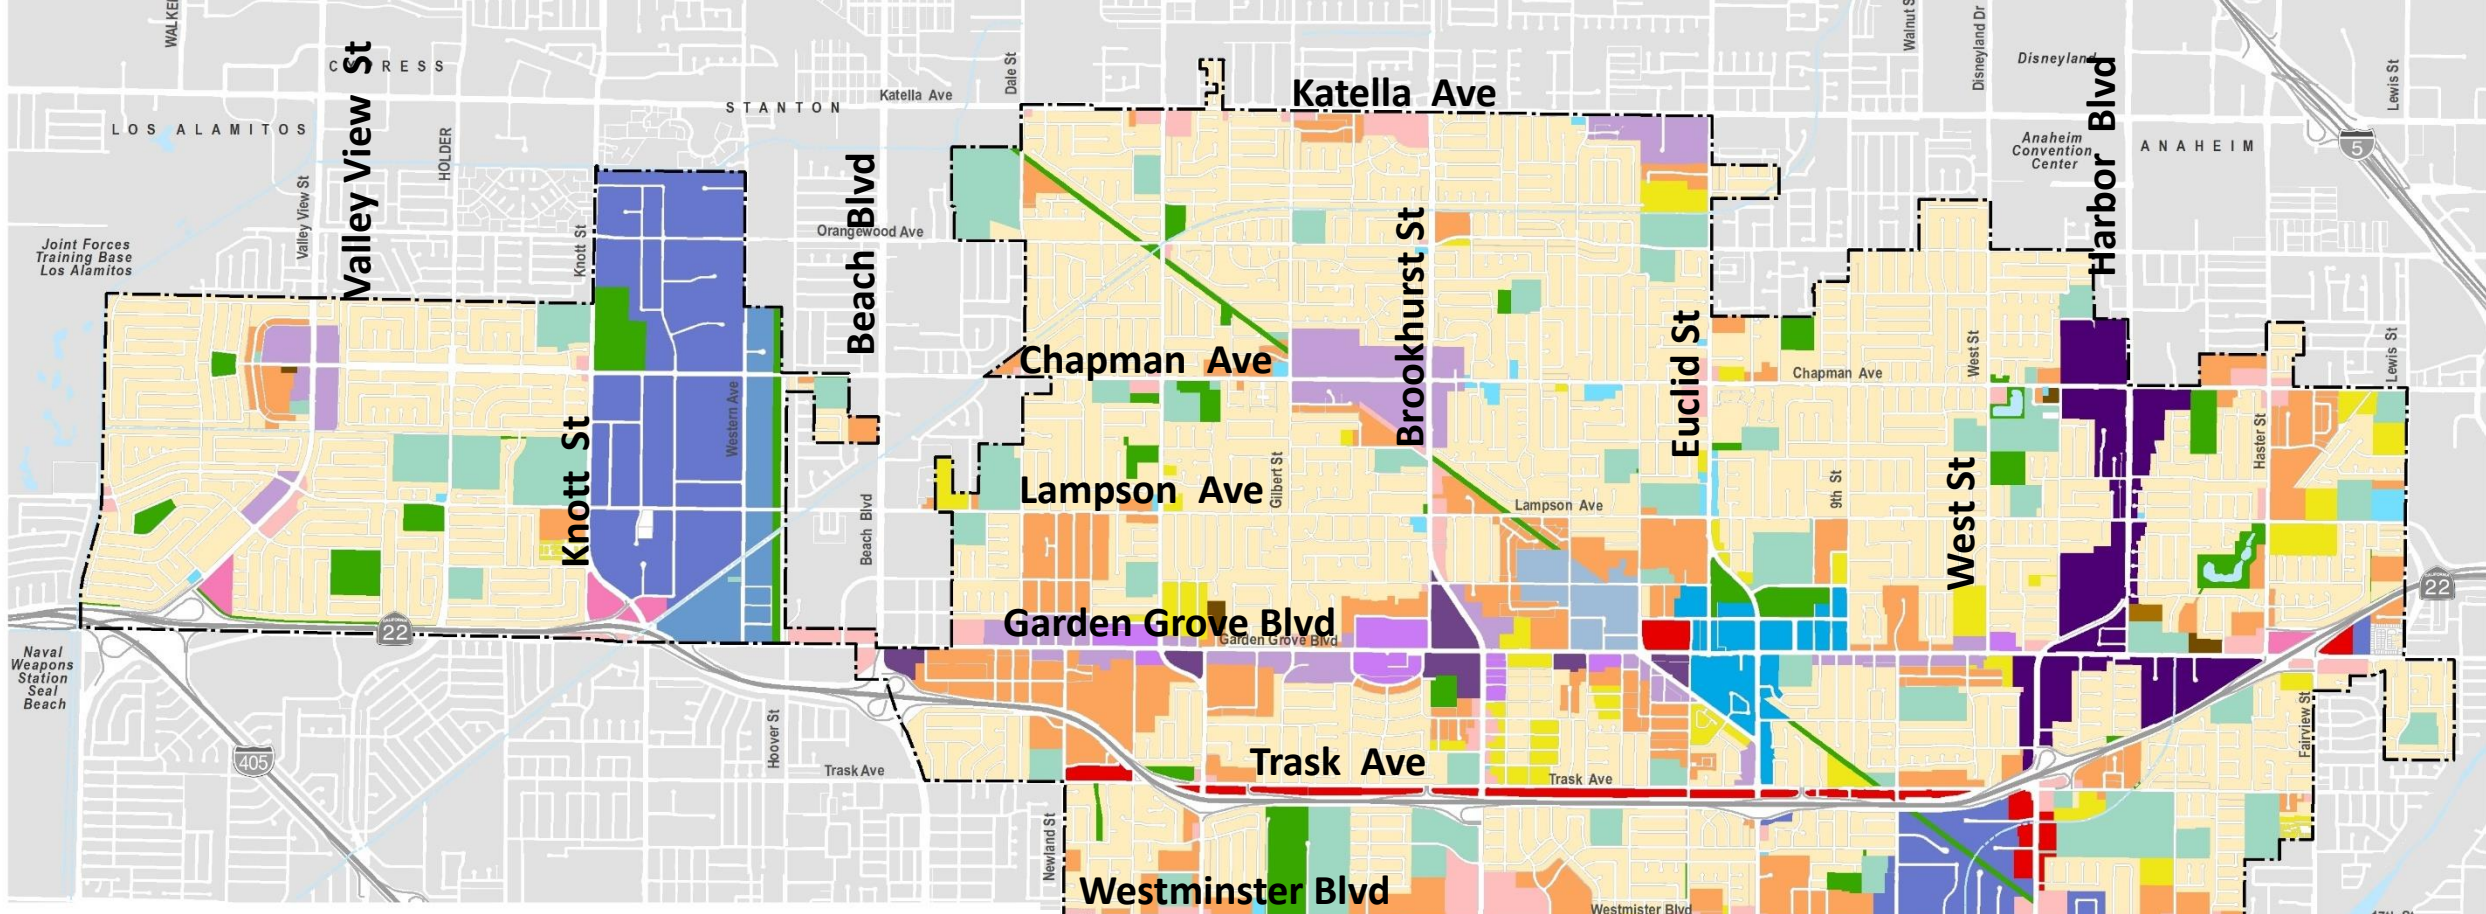 WALKE
Walnut S
Disneyland Dr
Valley View St
CYPRESS
Dale St
Disneyland
Harbor Blvd
Lewis St
Katella Ave
Katella Ave
STANTON
LOS ALAMITOS
HOLDER
Anaheim
Convention
Center
ANAHEIM
5
Valley View St
Knott St
Beach Blvd
Orangewood Ave
Brookhurst St
Joint Forces
Training Base
Los Alamitos
Euclid St
West St
Lewis St
Chapman Ave
Chapman Ave
Western Ave
Knott St
Haster St
Gilbert St
Lampson Ave
Lampson Ave
9th St
West St
Beach Blvd
22
22
Garden Grove Blvd
Garden Grove Blvd
Naval
Weapons
Station
Seal
Beach
Hoover St
Fairview St
405
Trask Ave
Trask Ave
Trask Ave
Newland St
Westminster Blvd
Westmister Blvd